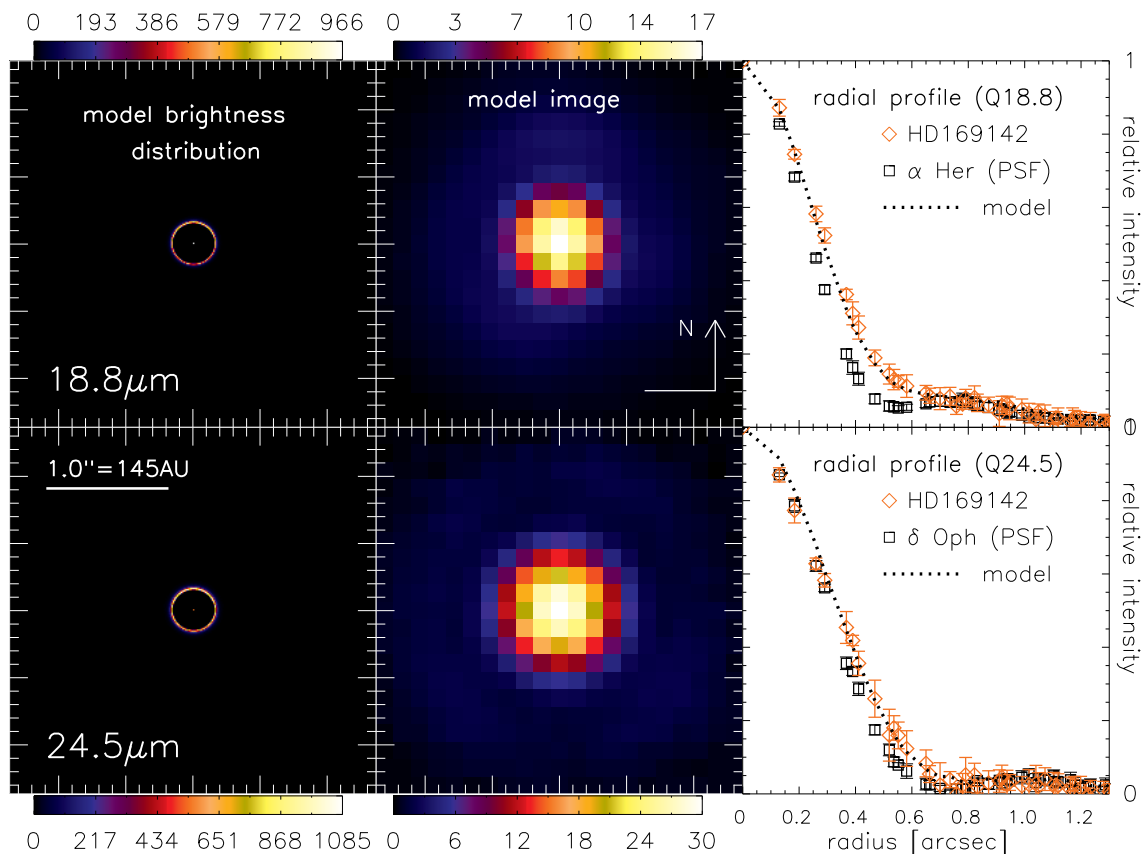 0 193 386 579 772 966
0 3 7 10 14 17
model brightness
distribution
18.8μm
model image
N
radial profile (Q18.8)
HD169142
α Her (PSF)
model
1
relative intensity
0
1.0"=145AU
24.5μm
radial profile (Q24.5)
HD169142
δ Oph (PSF)
model
relative intensity
0
0 0.2 0.4 0.6 0.8 1.0 1.2
radius [arcsec]
0 217 434 651 868 1085
0 6 12 18 24 30